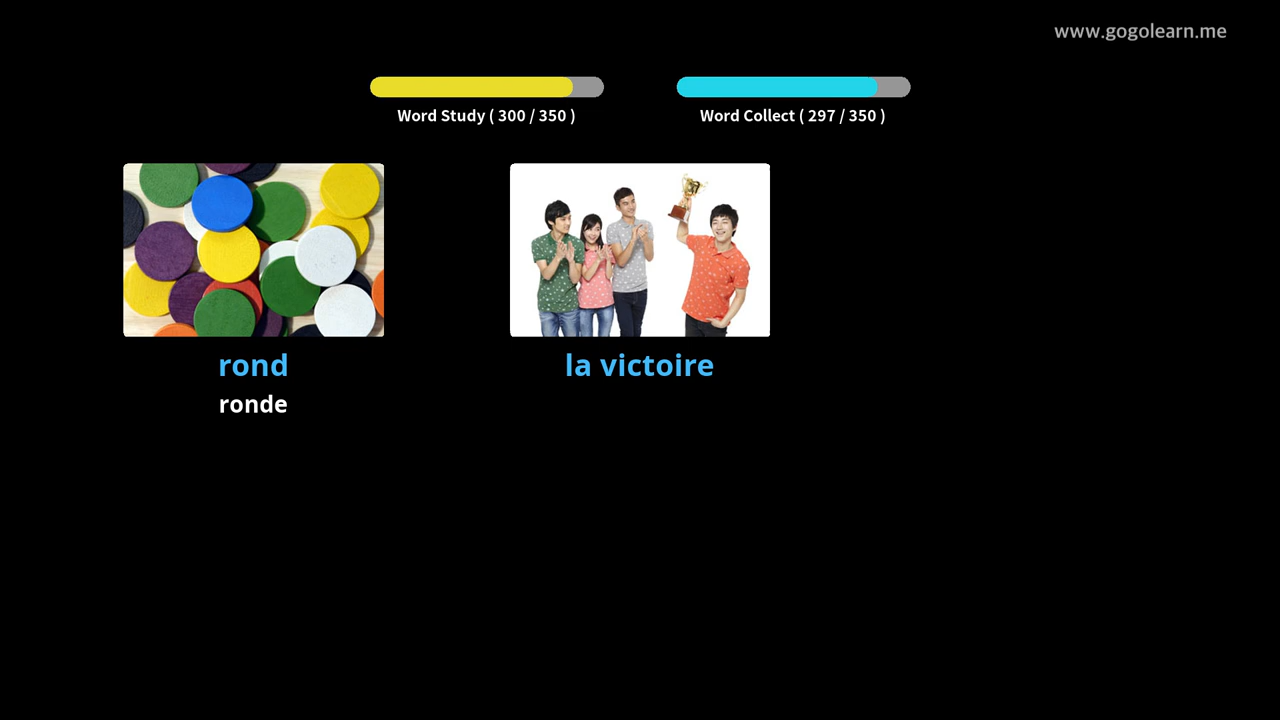 www.gogolearn.me
Word Study ( 300 / 350 )
Word Collect ( 297 / 350 )
rond
ronde
la victoire